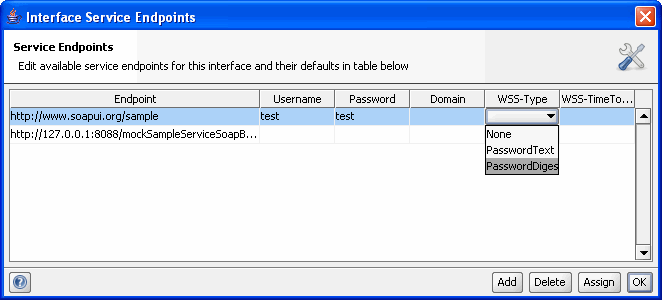 Interface Service Endpoints
Service Endpoints
Edit available service endpoints for this interface and their defaults in table below
Endpoint Username Password Domain WSS-Type WSS-TimeTo...
http://www.soapui.org/sample test test
http://127.0.0.1:8088/mockSampleServiceSoapB...
None
PasswordText
PasswordDiges
? Add Delete Assign OK